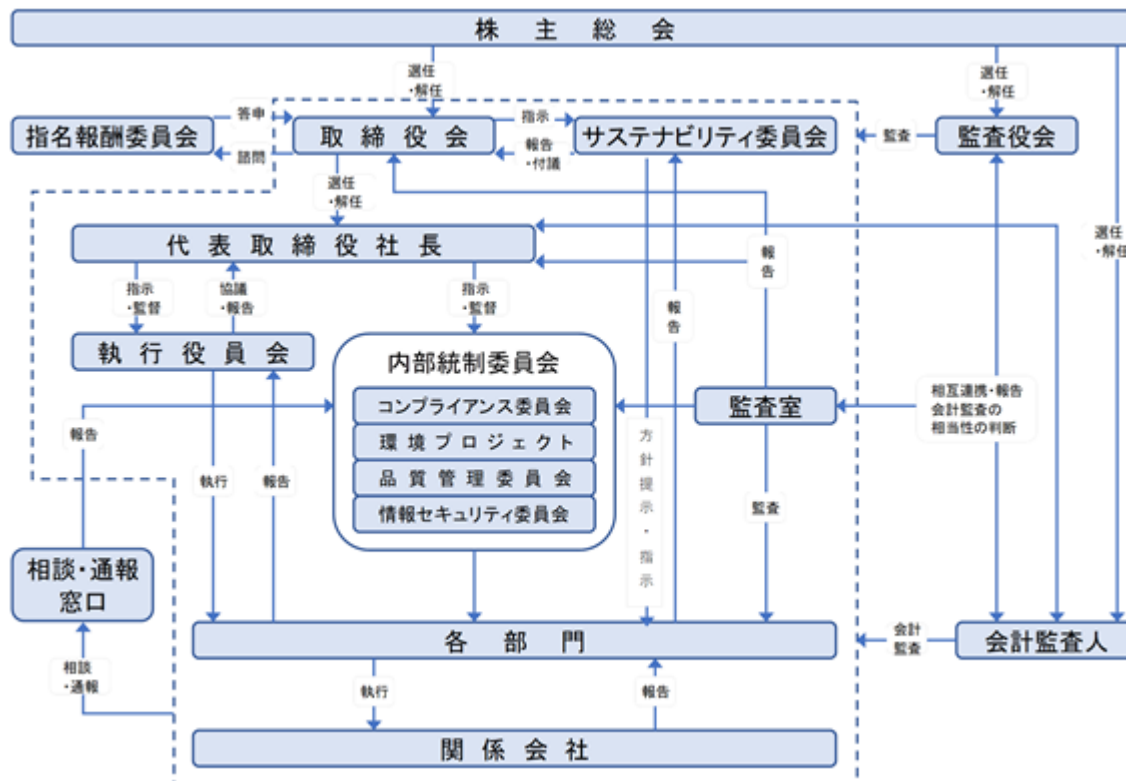 株主総会
選任
・解任
選任
・解任
指名報酬委員会
答申
諮問
取締役会
指示
報告
・付議
サステナビリティ委員会
監査
監査役会
選任
・解任
選任
・解任
代表取締役社長
報告
報告
指示
・監督
協議
・報告
指示
・監督
執行役員会
内部統制委員会
コンプライアンス委員会
環境プロジェクト
品質管理委員会
情報セキュリティ委員会
監査室
相互連携・報告
会計監査の
相当性の判断
報告
執行
報告
方針提示・指示
監査
相談・通報
窓口
各部門
会計
監査
会計監査人
相談
・通報
執行
報告
関係会社